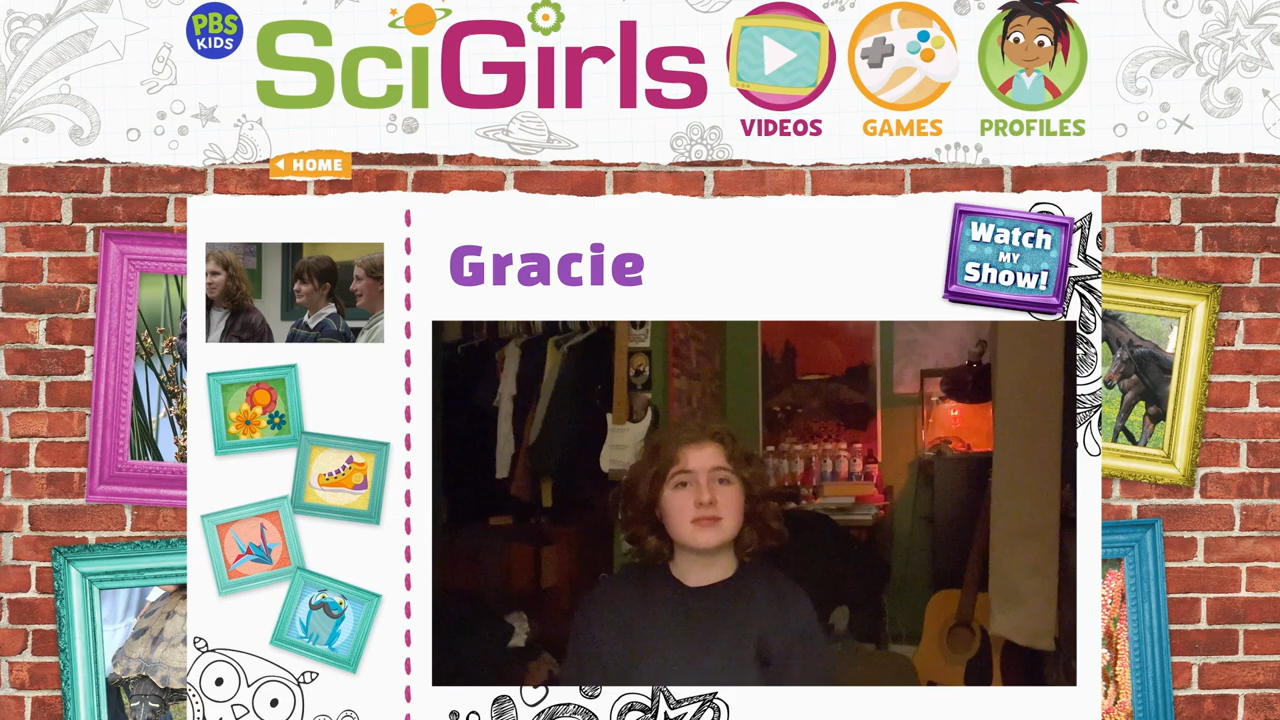 PBS
KIDS
SciGirls
VIDEOS
GAMES
PROFILES
HOME
Gracie
Watch
MY
Show!